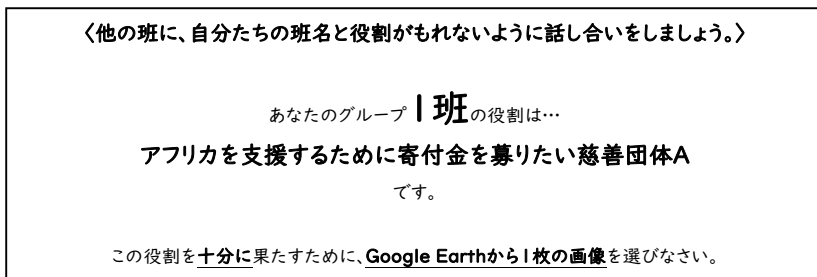 〈他の班に、自分たちの班名と役割がもれないように話し合いをしましょう。〉
あなたのグループ1班の役割は…
アフリカを支援するために寄付金を募りたい慈善団体A
です。
この役割を十分に果たすために、Google Earthから1枚の画像を選びなさい。